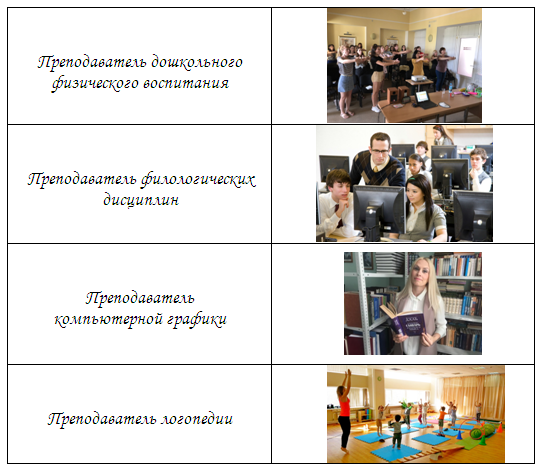 Преподаватель дошкольного
физического воспитания
Преподаватель филологических
дисциплин
Преподаватель
компьютерной графики
Преподаватель логопедии